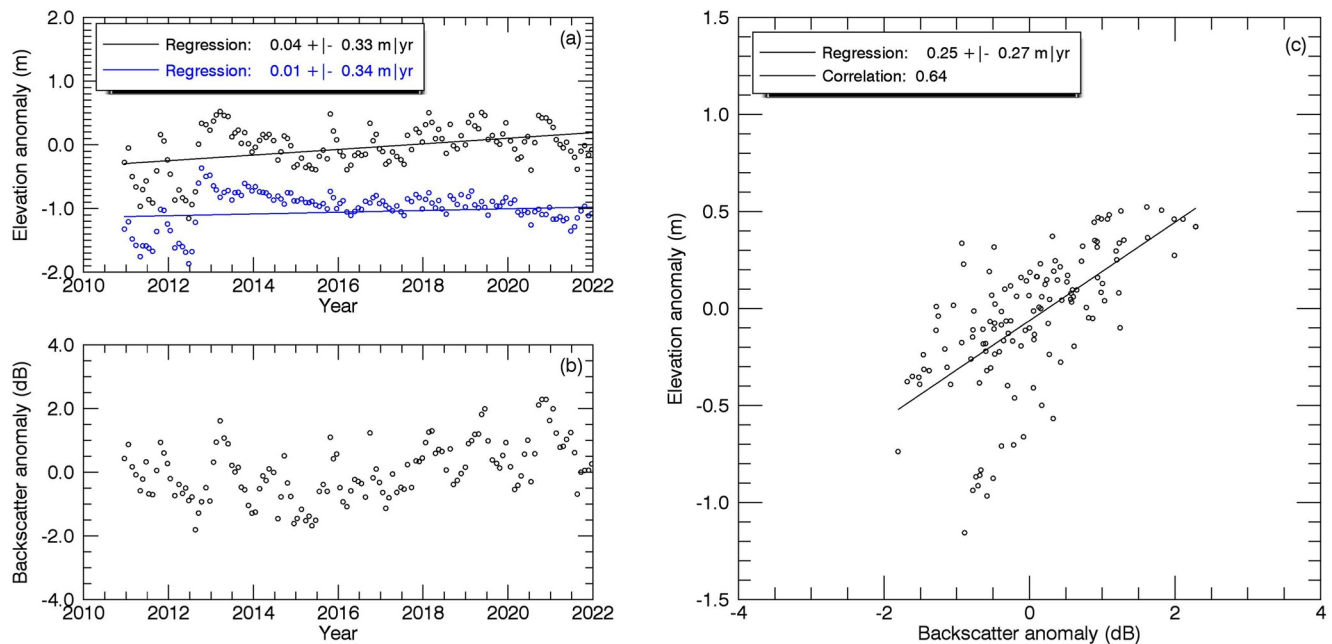 2.0
1.0
0.0
-1.0
-2.0
Elevation anomaly (m)
Regression: 0.04 +|- 0.33 m|yr
Regression: 0.01 +|- 0.34 m|yr
(a)
2010 2012 2014 2016 2018 2020 2022
Year
4.0
2.0
0.0
-2.0
-4.0
Backscatter anomaly (dB)
(b)
2010 2012 2014 2016 2018 2020 2022
Year
1.5
1.0
0.5
0.0
-0.5
-1.0
-1.5
Elevation anomaly (m)
Regression: 0.25 +|- 0.27 m|yr
Correlation: 0.64
(c)
-4 -2 0 2 4
Backscatter anomaly (dB)